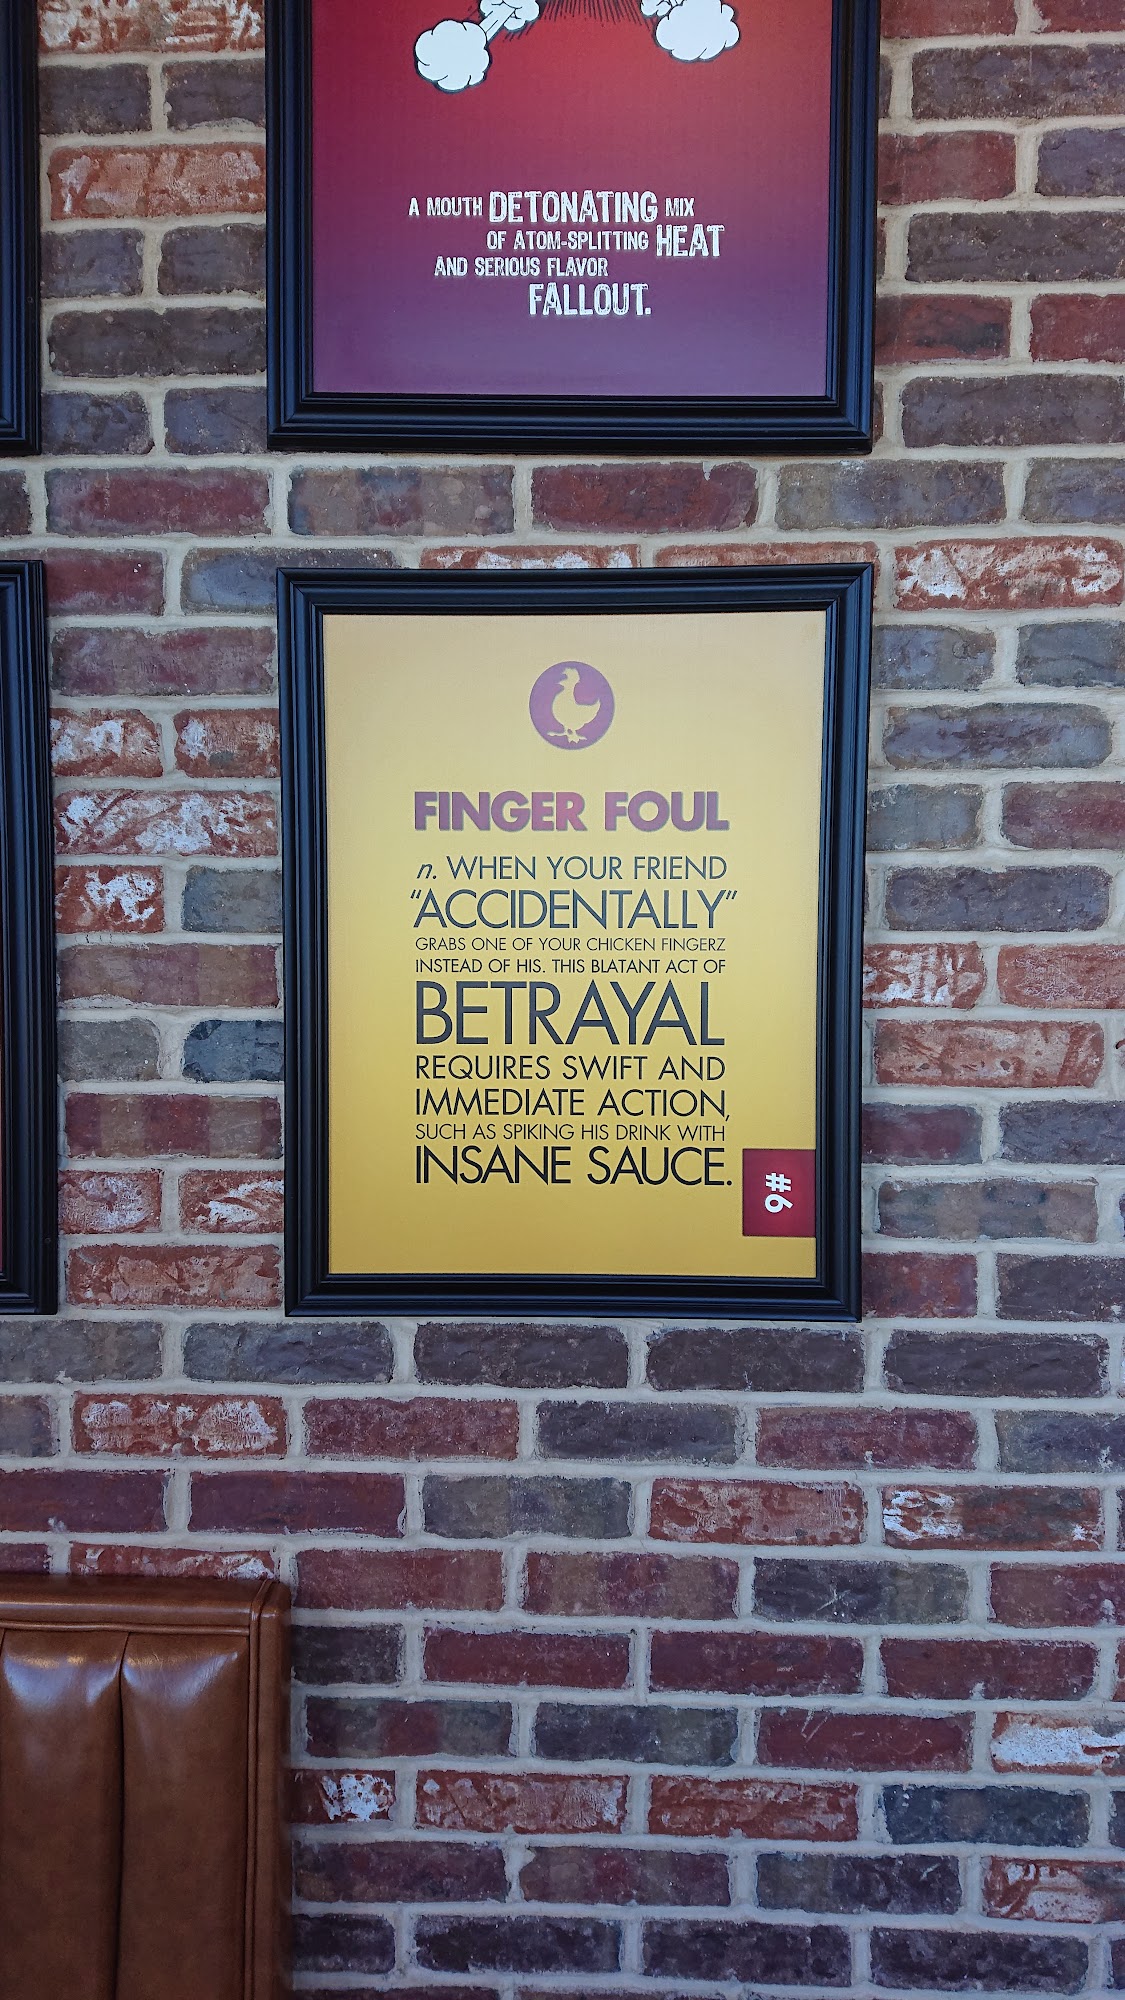 A MOUTH DETONATING MIX
OF ATOM-SPLITTING HEAT
AND SERIOUS FLAVOR
FALLOUT.
FINGER FOUL
n. WHEN YOUR FRIEND
"ACCIDENTALLY"
GRABS ONE OF YOUR CHICKEN FINGERZ
INSTEAD OF HIS. THIS BLATANT ACT OF
BETRAYAL
REQUIRES SWIFT AND
IMMEDIATE ACTION,
SUCH AS SPIKING HIS DRINK WITH
INSANE SAUCE.
#9